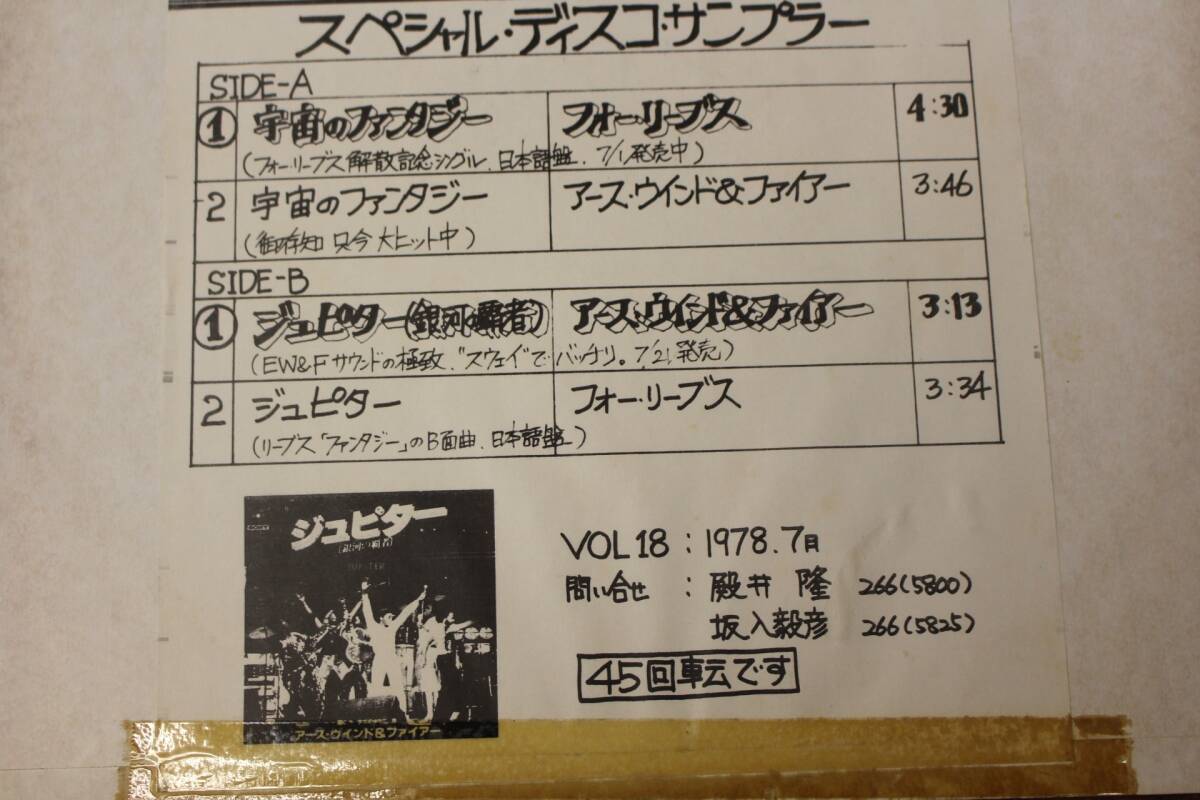 スペシャル・ディスコ・サンプラー
SIDE-A
① 宇宙のファンタジー フォー・リーブス 4:30
(フォー・リーブス解散記念シングル、日本語盤、7/1発売中)
2 宇宙のファンタジー アース・ウインド&ファイアー 3:46
(御存知 只今大ヒット中)
SIDE-B
① ジュピター(銀河の覇者) アース・ウインド&ファイアー 3:13
(EW&Fサウンドの極致、"スウェイ"でバッチリ。7/21発売)
2 ジュピター フォー・リーブス 3:34
(リーブス「ファンタジー」のB面曲、日本語盤)
ジュピター
(銀河の覇者)
JUPITER
アース・ウインド&ファイアー
VOL 18 : 1978.7月
問い合せ : 殿井 隆 266(5800)
坂入毅彦 266(5825)
45回転です